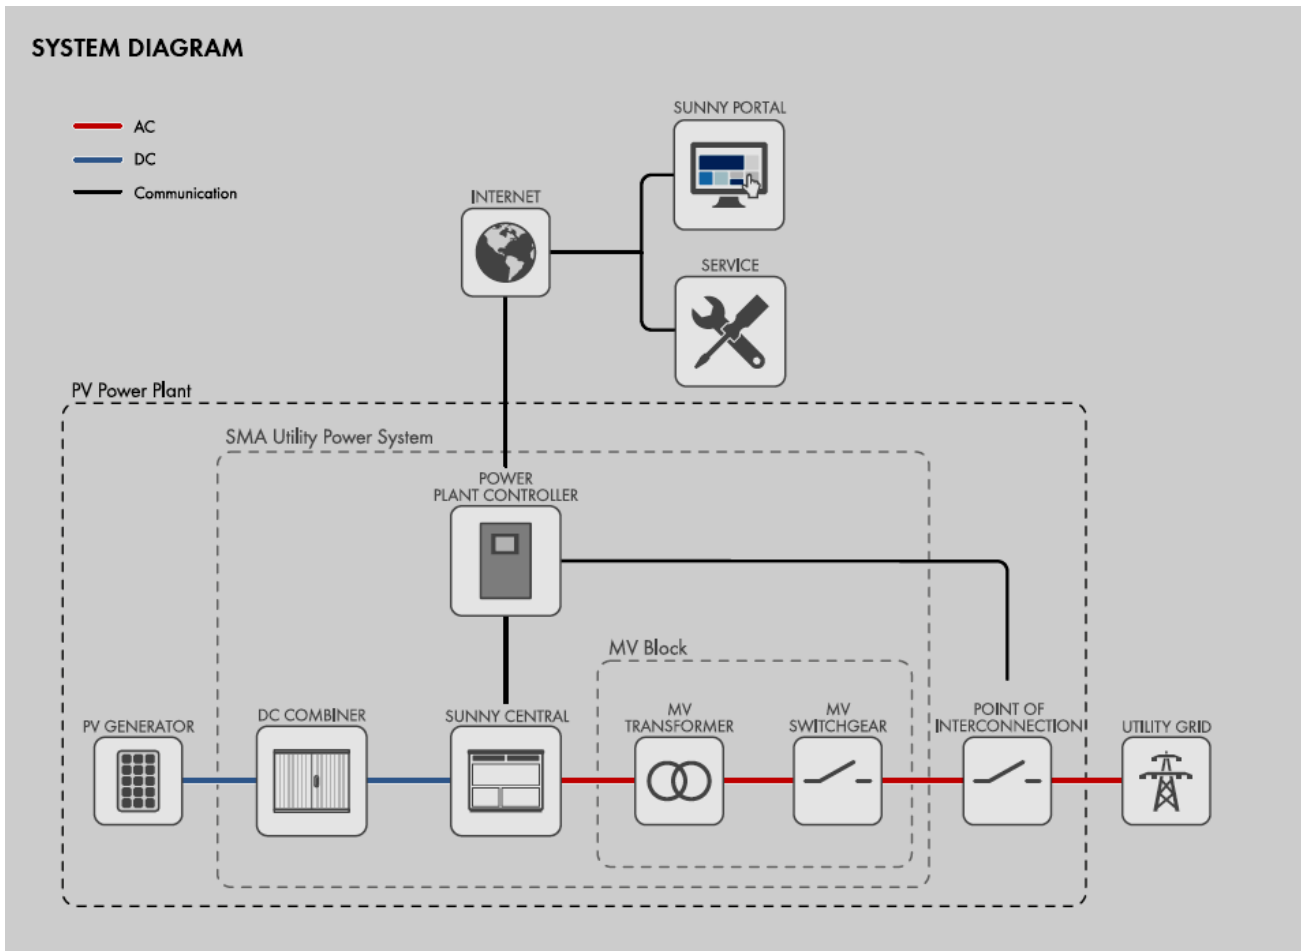 SYSTEM DIAGRAM
AC
DC
Communication
SUNNY PORTAL
INTERNET
SERVICE
PV Power Plant
SMA Utility Power System
POWER
PLANT CONTROLLER
MV Block
PV GENERATOR
DC COMBINER
SUNNY CENTRAL
MV
TRANSFORMER
MV
SWITCHGEAR
POINT OF
INTERCONNECTION
UTILITY GRID